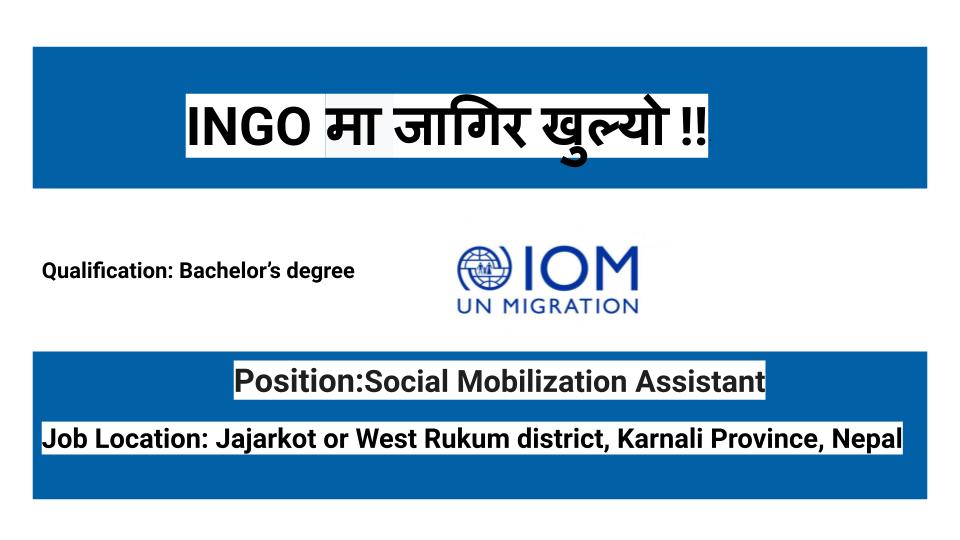 INGO मा जागिर खुल्यो !!
Qualification: Bachelor’s degree
IOM
UN MIGRATION
Position:Social Mobilization Assistant
Job Location: Jajarkot or West Rukum district, Karnali Province, Nepal